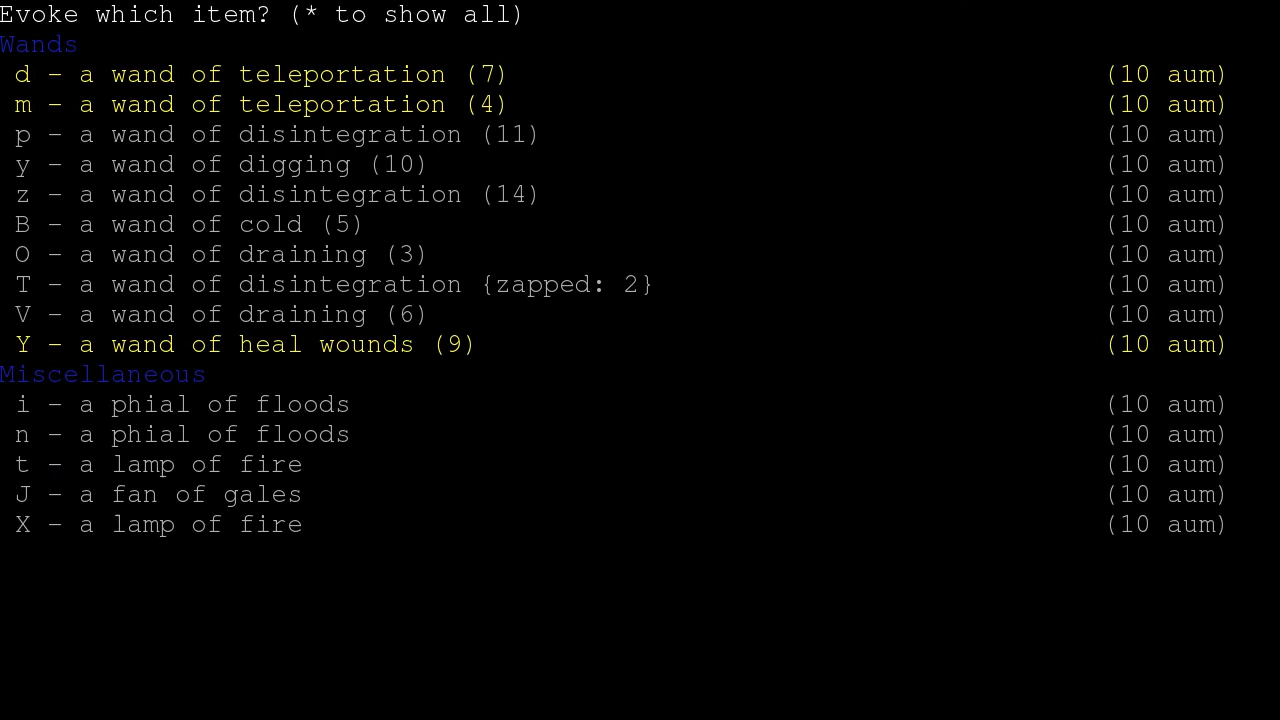 Evoke which item? (* to show all)
Wands
d - a wand of teleportation (7) (10 aum)
m - a wand of teleportation (4) (10 aum)
p - a wand of disintegration (11) (10 aum)
y - a wand of digging (10) (10 aum)
z - a wand of disintegration (14) (10 aum)
B - a wand of cold (5) (10 aum)
O - a wand of draining (3) (10 aum)
T - a wand of disintegration {zapped: 2} (10 aum)
V - a wand of draining (6) (10 aum)
Y - a wand of heal wounds (9) (10 aum)
Miscellaneous
i - a phial of floods (10 aum)
n - a phial of floods (10 aum)
t - a lamp of fire (10 aum)
J - a fan of gales (10 aum)
X - a lamp of fire (10 aum)